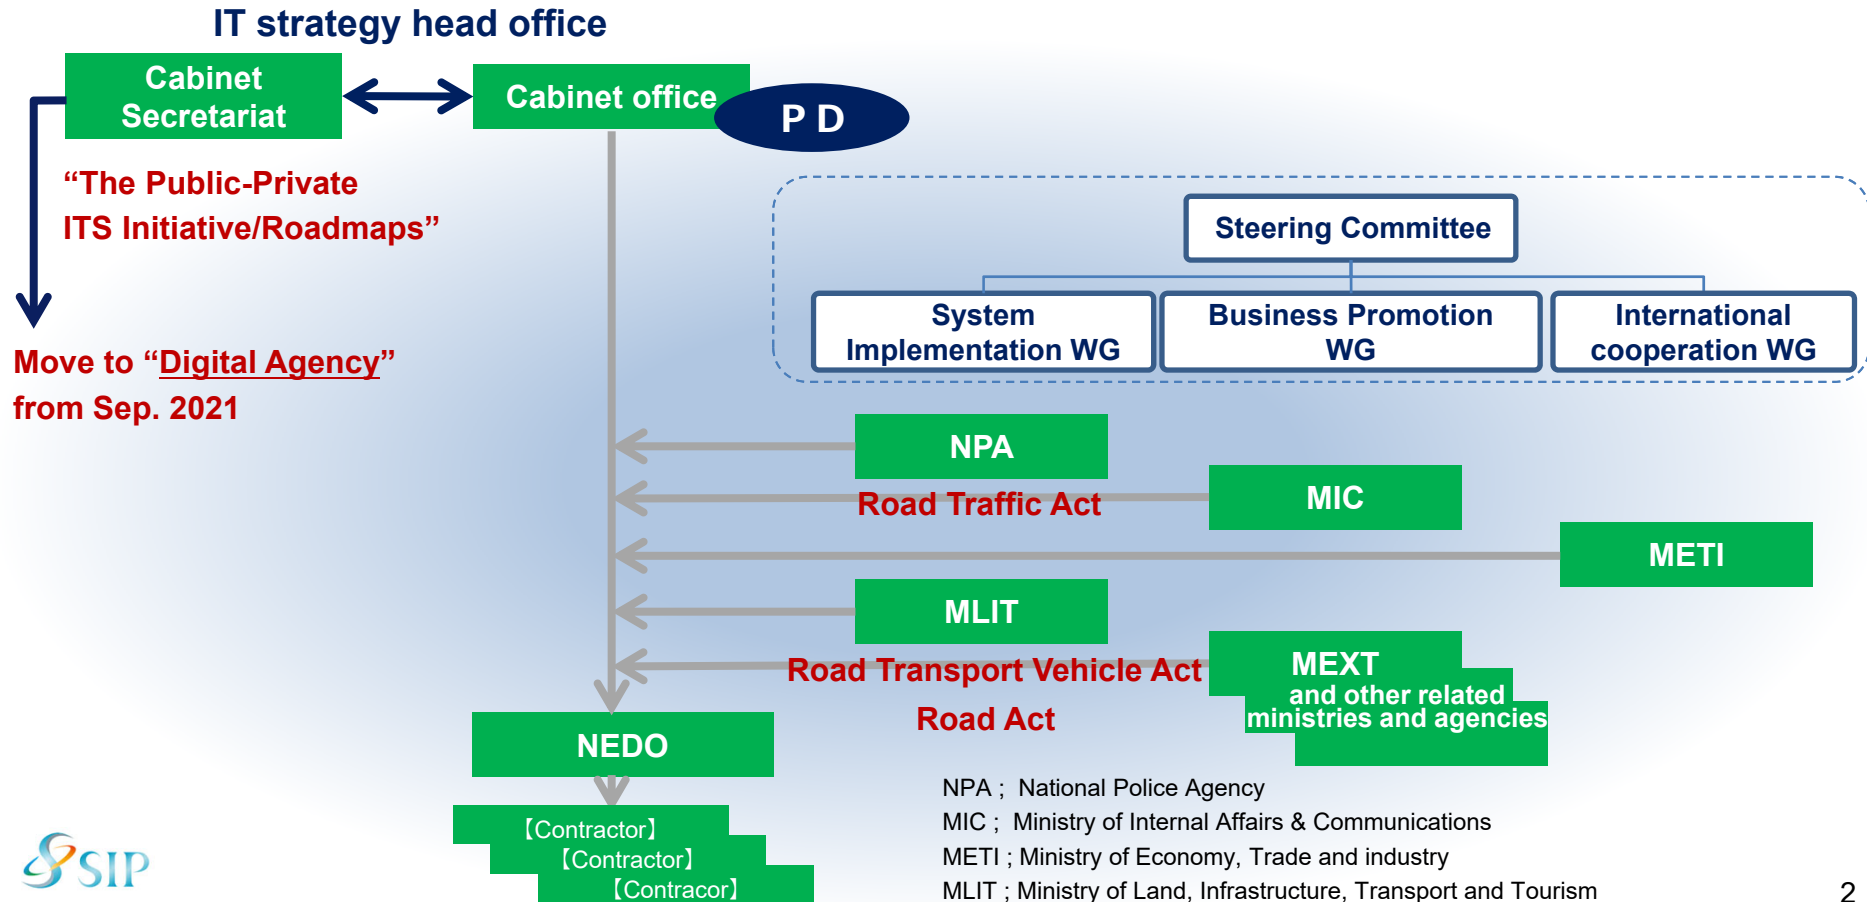 IT strategy head office
Cabinet
Secretariat
Cabinet office
P D
“The Public-Private
ITS Initiative/Roadmaps”
Move to “Digital Agency”
from Sep. 2021
Steering Committee
System
Implementation WG
Business Promotion
WG
International
cooperation WG
NPA
Road Traffic Act
MIC
METI
MLIT
Road Transport Vehicle Act
Road Act
MEXT
and other related
ministries and agencies
NEDO
【Contractor】
【Contractor】
【Contracor】
NPA ; National Police Agency
MIC ; Ministry of Internal Affairs & Communications
METI ; Ministry of Economy, Trade and industry
MLIT ; Ministry of Land, Infrastructure, Transport and Tourism
SIP
2